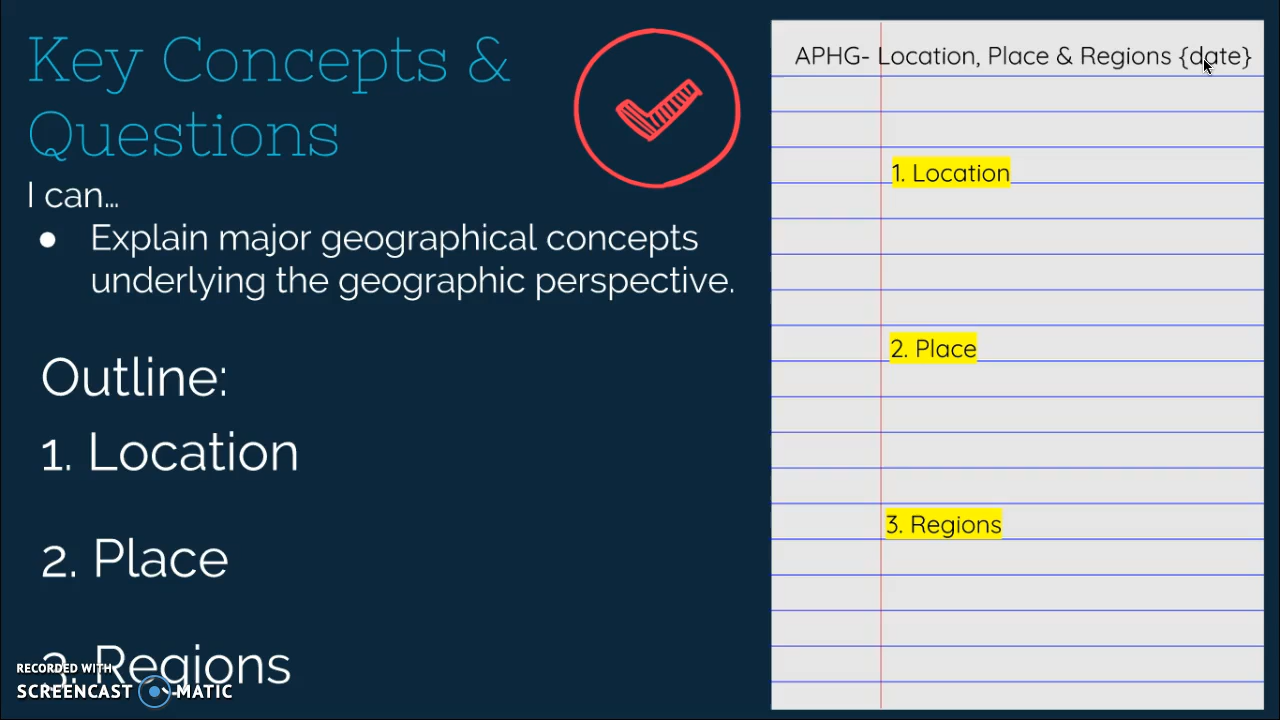 Key Concepts &
Questions
I can...
● Explain major geographical concepts
underlying the geographic perspective.
Outline:
1. Location
2. Place
3. Regions
RECORDED WITH
SCREENCAST MATIC
APHG- Location, Place & Regions {date}
1. Location
2. Place
3. Regions